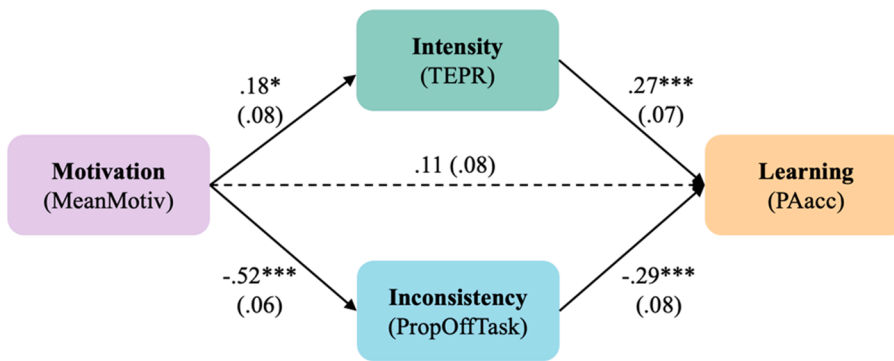 Intensity
(TEPR)
.18*
(.08)
.27***
(.07)
Motivation
(MeanMotiv)
.11 (.08)
Learning
(PAacc)
-.52***
(.06)
Inconsistency
(PropOffTask)
-.29***
(.08)